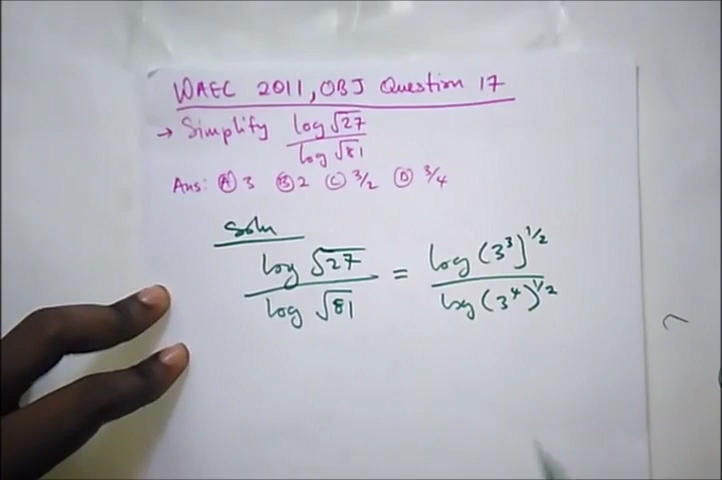 WAEC 2011, OBJ Question 17
→ Simplify log√27 / log√81
Ans: Ⓐ 3 Ⓑ 2 Ⓒ 3/2 Ⓓ 3/4
Soln
log √27 / log √81 = log (3³)^1/2 / log (3⁴)^1/2